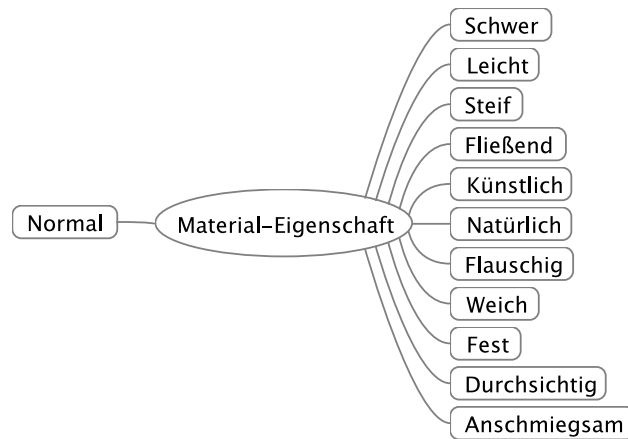 Schwer
Leicht
Steif
Fließend
Künstlich
Normal
Material-Eigenschaft
Natürlich
Flauschig
Weich
Fest
Durchsichtig
Anschmiegsam